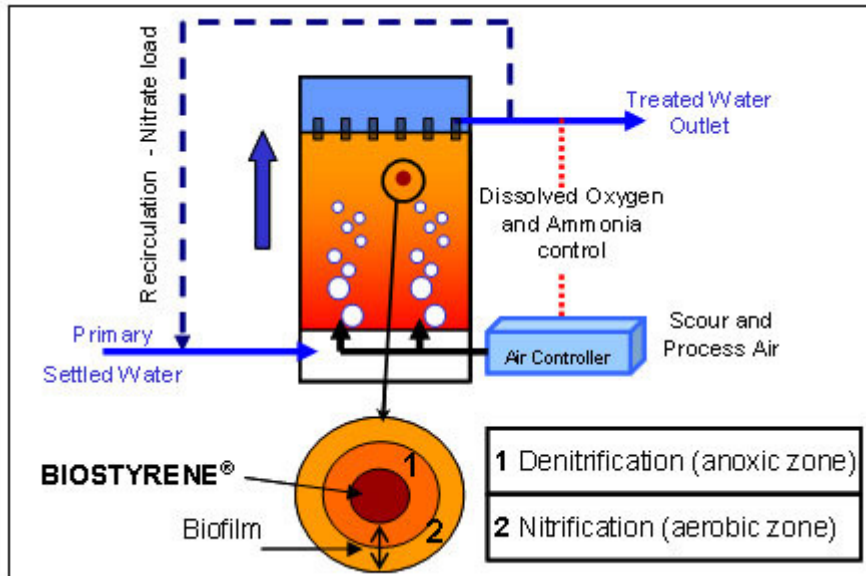 Recirculation - Nitrate load
Treated Water
Outlet
Dissolved Oxygen
and Ammonia
control
Primary
Settled Water
Air Controller
Scour and
Process Air
BIOSTYRENE®
Biofilm
1
2
1 Denitrification (anoxic zone)
2 Nitrification (aerobic zone)